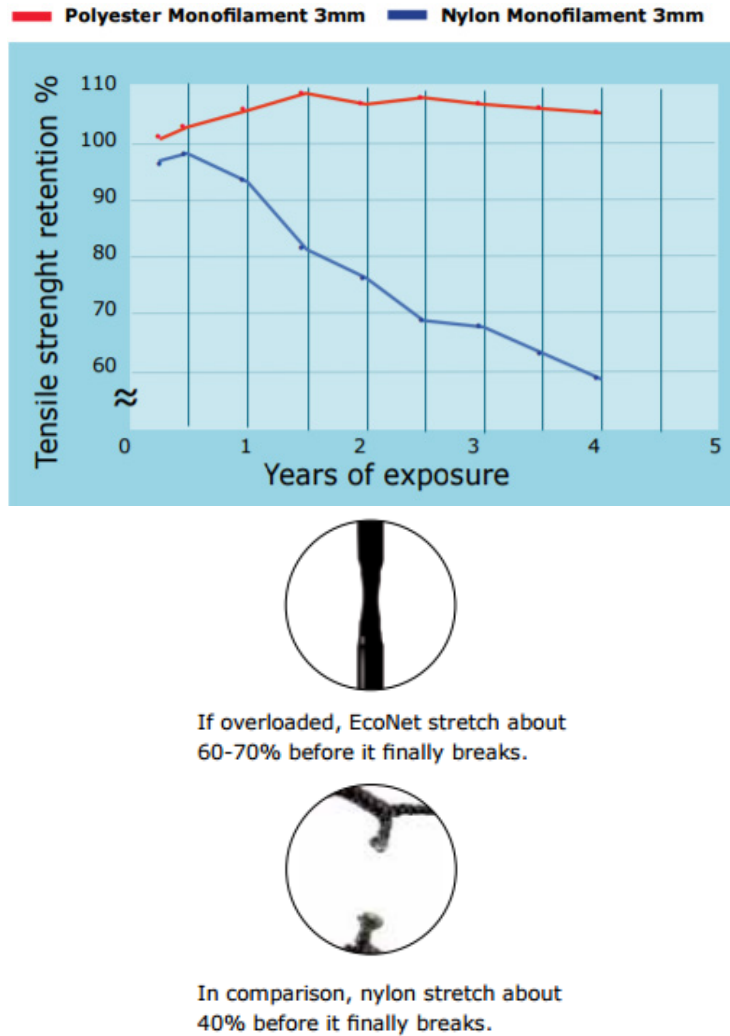 Polyester Monofilament 3mm Nylon Monofilament 3mm
Tensile strenght retention %
110
100
90
80
70
60
≈
0 1 2 3 4 5
Years of exposure
If overloaded, EcoNet stretch about
60-70% before it finally breaks.
In comparison, nylon stretch about
40% before it finally breaks.